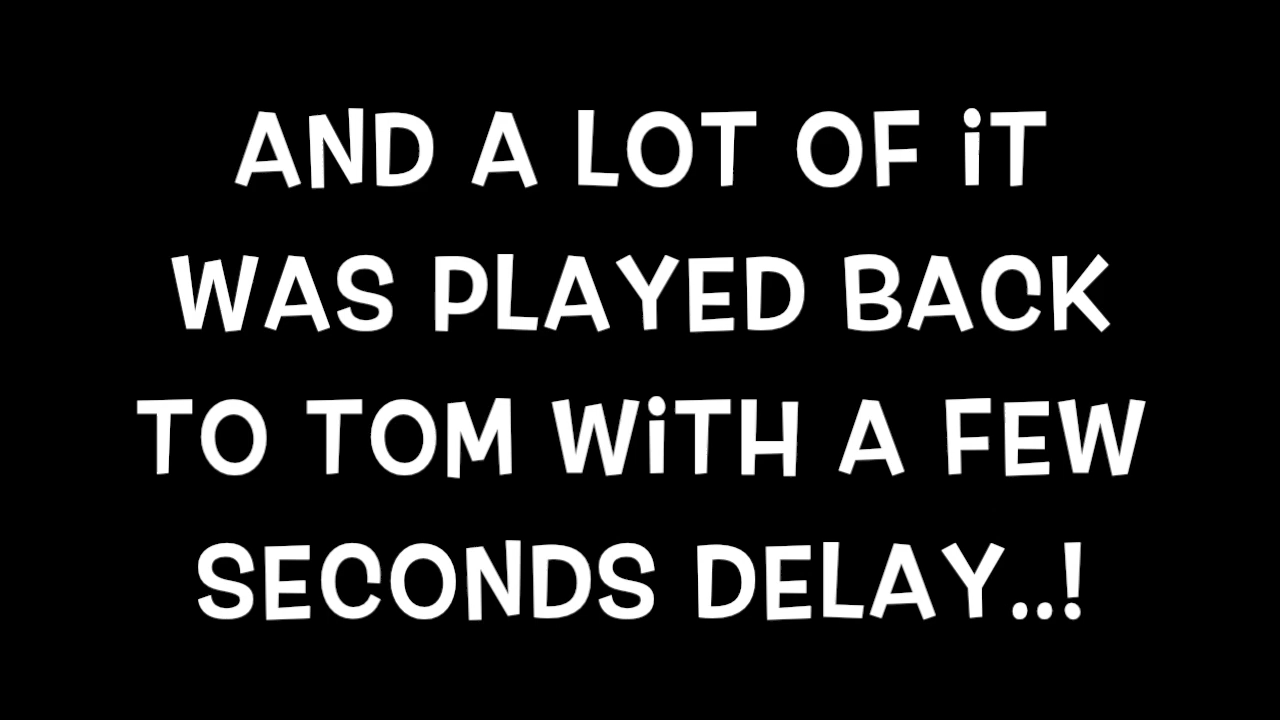 AND A LOT OF iT
WAS PLAYED BACK
TO TOM WiTH A FEW
SECONDS DELAY..!